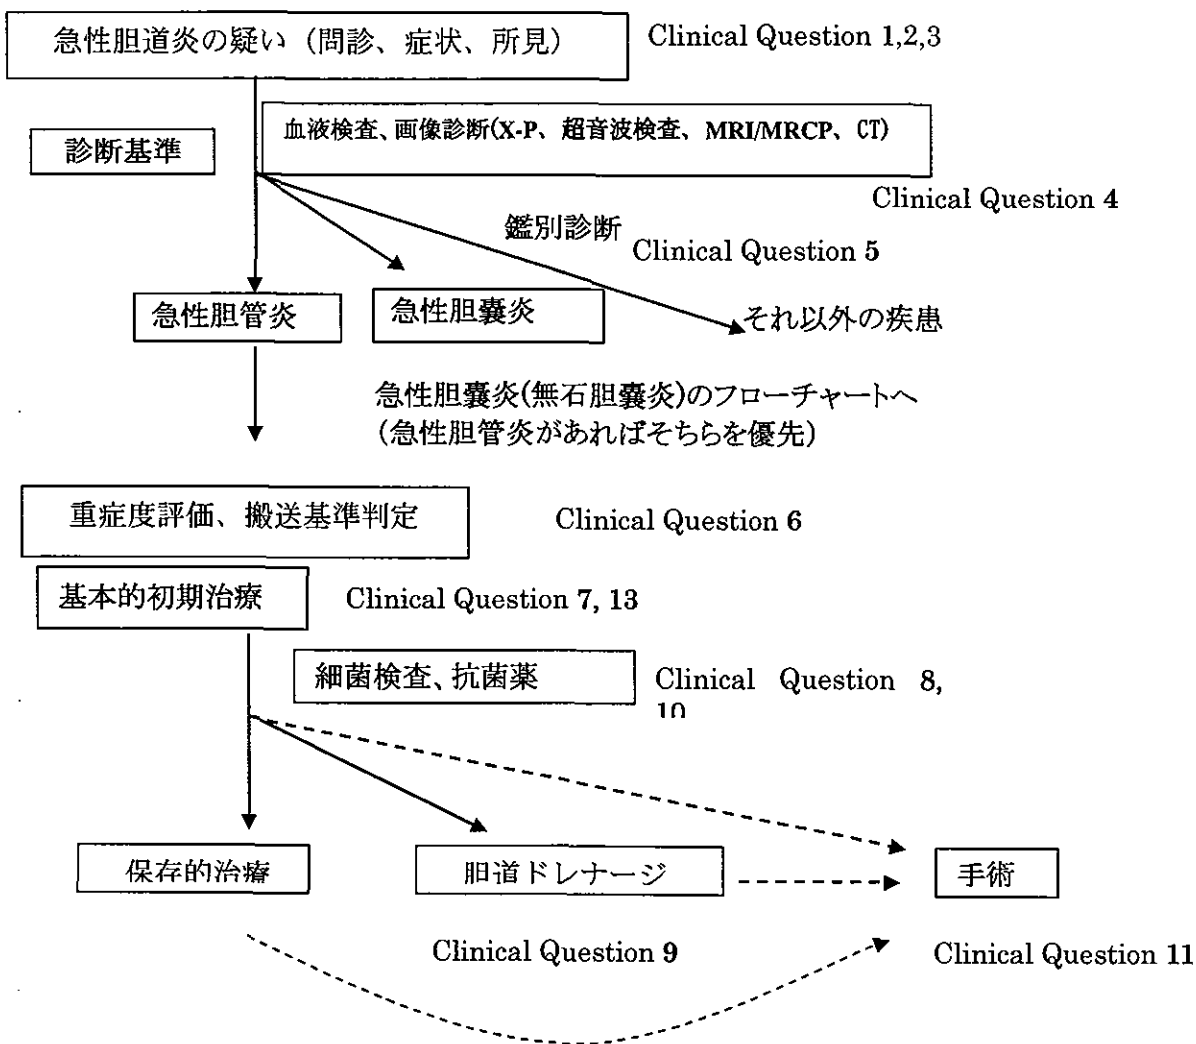 急性胆道炎の疑い（問診、症状、所見）
Clinical Question 1,2,3
血液検査、画像診断(X-P、超音波検査、MRI/MRCP、CT)
診断基準
Clinical Question 4
鑑別診断
Clinical Question 5
急性胆管炎
急性胆嚢炎
それ以外の疾患
急性胆嚢炎(無石胆嚢炎)のフローチャートへ
（急性胆管炎があればそちらを優先）
重症度評価、搬送基準判定
Clinical Question 6
基本的初期治療
Clinical Question 7, 13
細菌検査、抗菌薬
Clinical Question 8,
10
保存的治療
胆道ドレナージ
手術
Clinical Question 9
Clinical Question 11